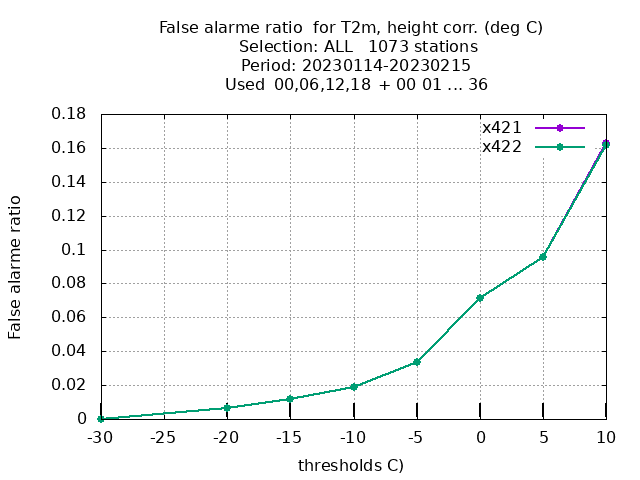 False alarme ratio  for T2m, height corr. (deg C)
Selection: ALL   1073 stations
Period: 20230114-20230215
Used  00,06,12,18  + 00 01 ... 36
x421
x422
0.18
0.16
0.14
0.12
0.1
0.08
0.06
0.04
0.02
0
False alarme ratio
-30 -25 -20 -15 -10 -5 0 5 10
thresholds C)